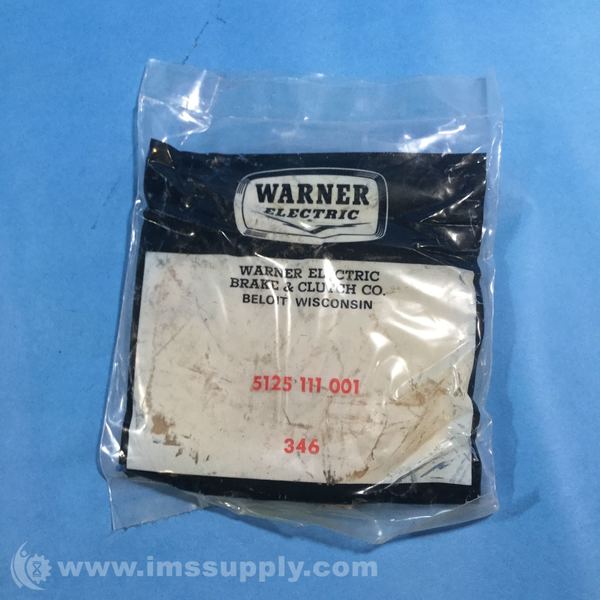 WARNER
ELECTRIC
WARNER ELECTRIC
BRAKE & CLUTCH CO.
BELOIT WISCONSIN
5125 111 001
346
www.imssupply.com